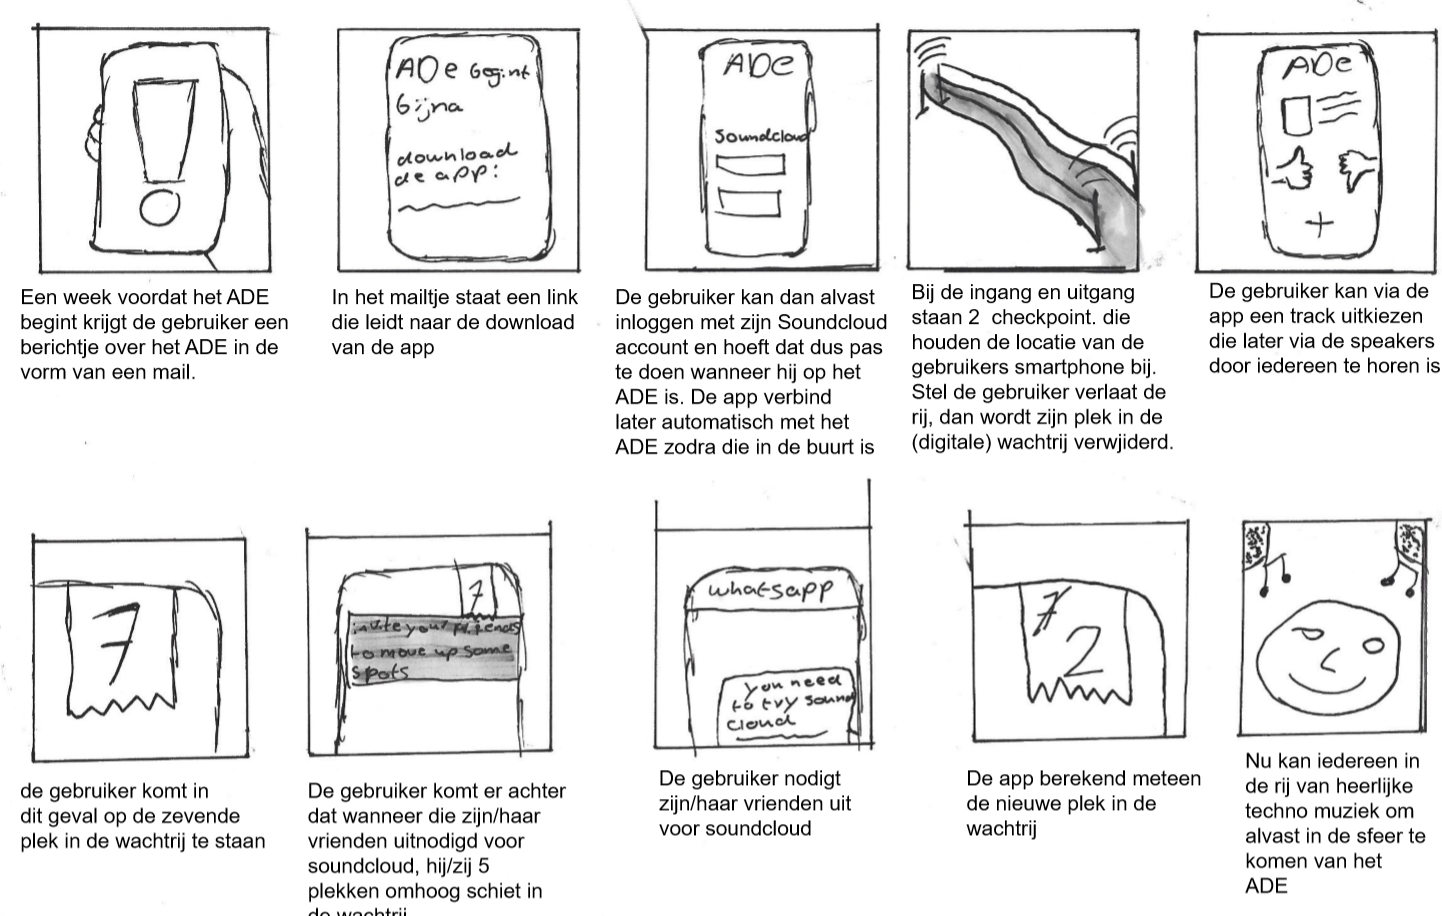 ADe Begint
bijna
download
de app:
ADe
Soundcloud
ADe
+
Een week voordat het ADE
begint krijgt de gebruiker een
berichtje over het ADE in de
vorm van een mail.
In het mailtje staat een link
die leidt naar de download
van de app
De gebruiker kan dan alvast
inloggen met zijn Soundcloud
account en hoeft dat dus pas
te doen wanneer hij op het
ADE is. De app verbind
later automatisch met het
ADE zodra die in de buurt is
Bij de ingang en uitgang
staan 2 checkpoint. die
houden de locatie van de
gebruikers smartphone bij.
Stel de gebruiker verlaat de
rij, dan wordt zijn plek in de
(digitale) wachtrij verwjiderd.
De gebruiker kan via de
app een track uitkiezen
die later via de speakers
door iedereen te horen is
7
7
invite your friends
to move up some
spots
whatsapp
you need
to try sound
cloud
7
2
de gebruiker komt in
dit geval op de zevende
plek in de wachtrij te staan
De gebruiker komt er achter
dat wanneer die zijn/haar
vrienden uitnodigd voor
soundcloud, hij/zij 5
plekken omhoog schiet in
de wachtrij
De gebruiker nodigt
zijn/haar vrienden uit
voor soundcloud
De app berekend meteen
de nieuwe plek in de
wachtrij
Nu kan iedereen in
de rij van heerlijke
techno muziek om
alvast in de sfeer te
komen van het
ADE